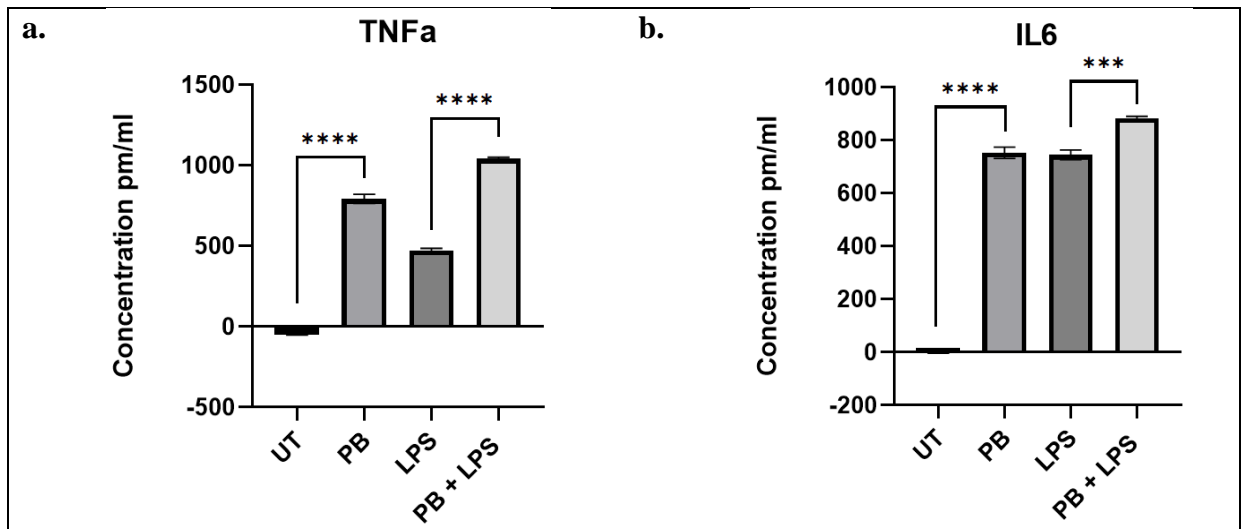 a.
TNFa
Concentration pm/ml
1500
1000
500
0
-500
****
****
UT
PB
LPS
PB + LPS
b.
IL6
Concentration pm/ml
1000
800
600
400
200
0
-200
****
***
UT
PB
LPS
PB + LPS